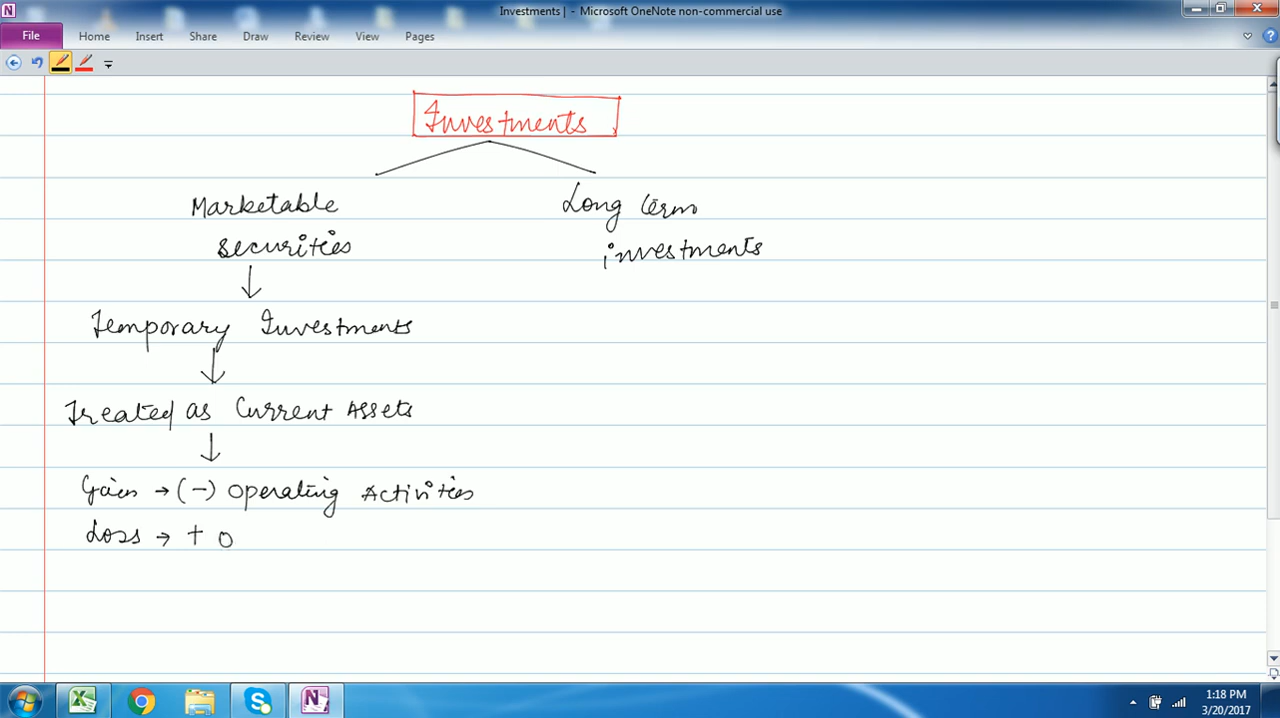 Investments | - Microsoft OneNote non-commercial use
File Home Insert Share Draw Review View Pages
Investments
Marketable Long term
Securities investments
Temporary Investments
Treated as Current Assets
Gain → (-) Operating Activities
Loss → + O
1:18 PM
3/20/2017